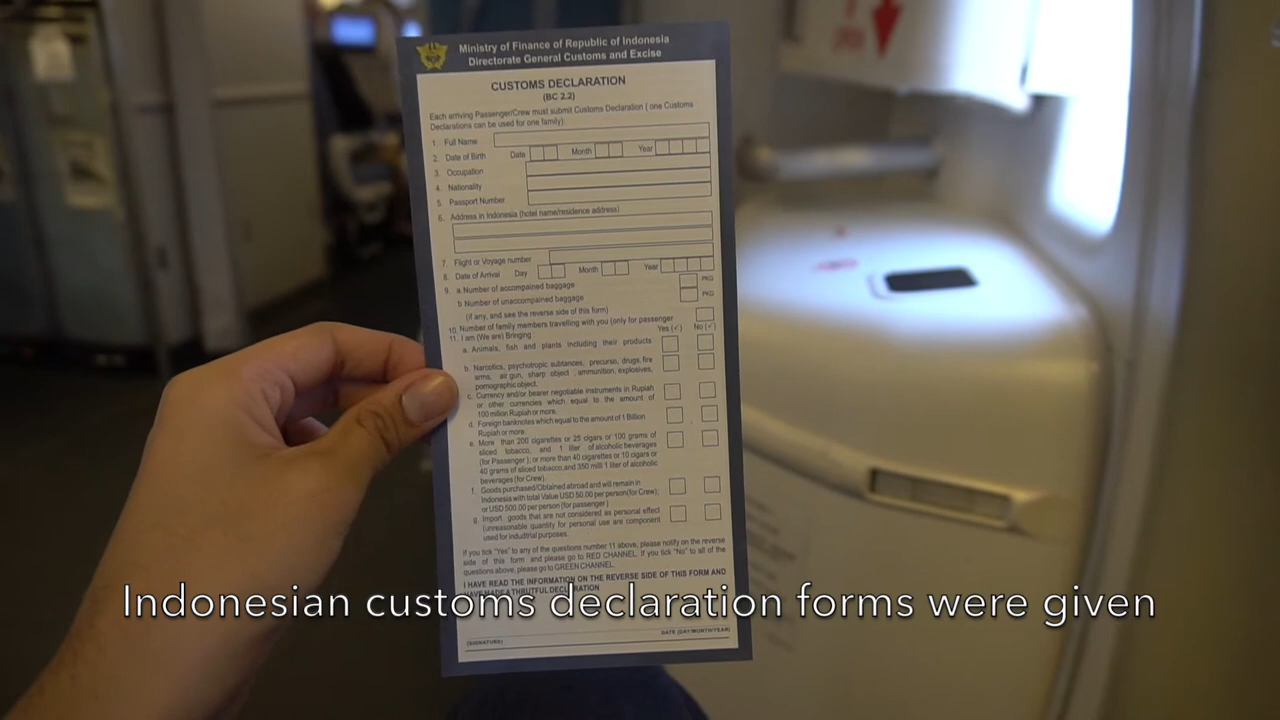 Ministry of Finance of Republic of Indonesia
Directorate General Customs and Excise
CUSTOMS DECLARATION
(BC 2.2)
Each arriving Passenger/Crew must submit Customs Declaration ( one Customs
Declarations can be used for one family):
1. Full Name
2. Date of Birth Date Month Year
3. Occupation
4. Nationality
5. Passport Number
6. Address in Indonesia (hotel name/residence address)
7. Flight or Voyage number
8. Date of Arrival Day Month Year
9. a Number of accompained baggage PKG
b Number of unaccompained baggage PKG
(if any, and see the reverse side of this form)
10. Number of family members travelling with you (only for passenger
11. I am (We are) Bringing : Yes (✓) No (✓)
a. Animals, fish and plants including their products
b. Narcotics, psychotropic subtances, precurso, drugs, fire
arms, air gun, sharp object , ammunition, explosives,
pornographic object.
c. Currency and/or bearer negotiable instruments in Rupiah
or other currencies which equal to the amount of
100 million Rupiah or more.
d. Foreign banknotes which equal to the amount of 1 Billion
Rupiah or more
e. More than 200 cigarettes or 25 cigars or 100 grams of
sliced tobacco, and 1 liter of alcoholic beverages
(for Passenger ); or more than 40 cigarettes or 10 cigars or
40 grams of sliced tobacco,and 350 mili 1 liter of alcoholic
beverages (for Crew).
f. Goods purchased/Obtained abroad and will remain in
Indonesia with total Value USD 50.00 per person(for Crew);
or USD 500.00 per person (for passenger )
g. Import, goods that are not considered as personal effect
(unreasonable quantity for personal use are component
used for indudtrial purposes.
If you tick "Yes" to any of the questions number 11 above, please notify on the reverse
side of this form and please go to RED CHANNEL. If you tick "No" to all of the
questions above, please go to GREEN CHANNEL.
I HAVE READ THE INFORMATION ON THE REVERSE SIDE OF THIS FORM AND
HAVE MADE A THRUTFUL DECLARATION
Indonesian customs declaration forms were given
(SIGNATURE) DATE (DAY/MONTH/YEAR)